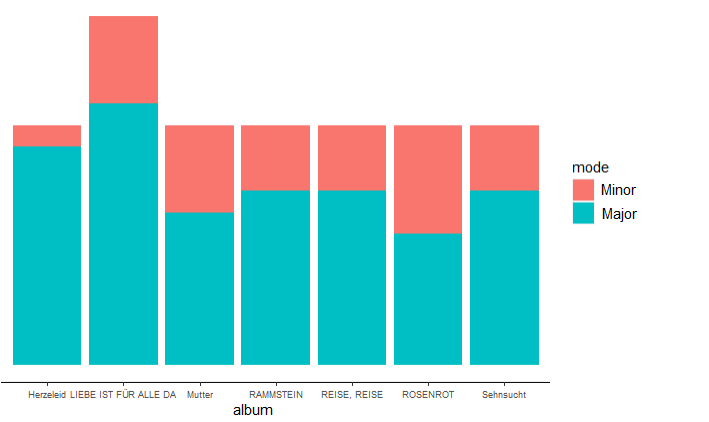 mode
Minor
Major
Herzeleid LIEBE IST FÜR ALLE DA Mutter RAMMSTEIN REISE, REISE ROSENROT Sehnsucht
album